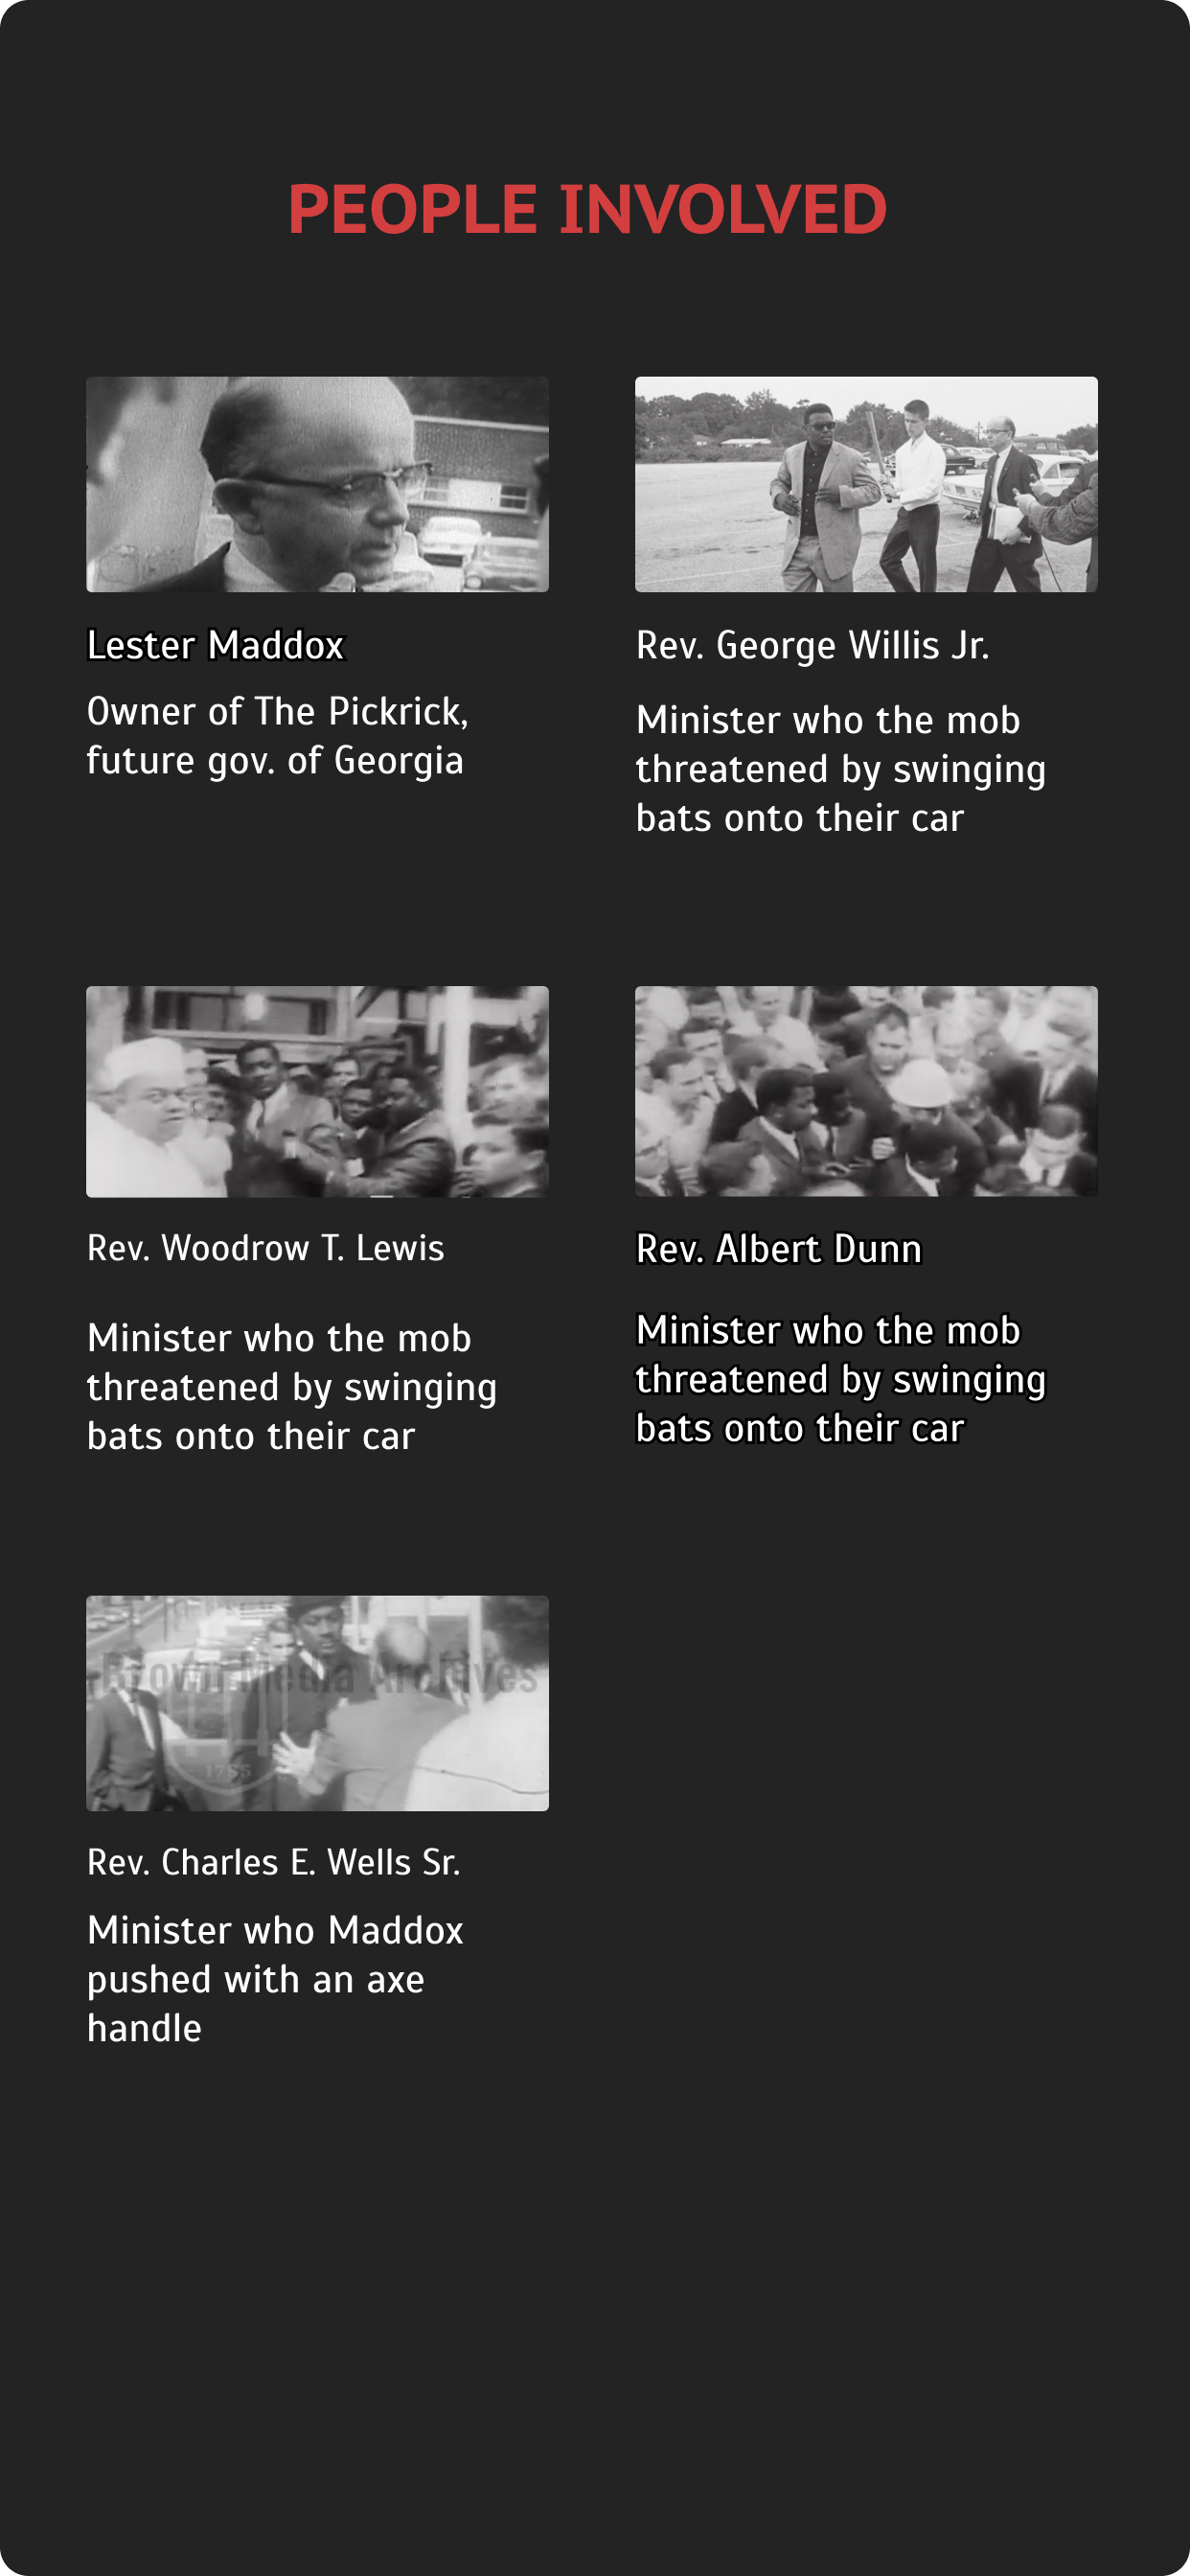 PEOPLE INVOLVED
Lester Maddox
Owner of The Pickrick,
future gov. of Georgia
Rev. George Willis Jr.
Minister who the mob
threatened by swinging
bats onto their car
Rev. Woodrow T. Lewis
Minister who the mob
threatened by swinging
bats onto their car
Rev. Albert Dunn
Minister who the mob
threatened by swinging
bats onto their car
Brown Media Archives
1785
Rev. Charles E. Wells Sr.
Minister who Maddox
pushed with an axe
handle